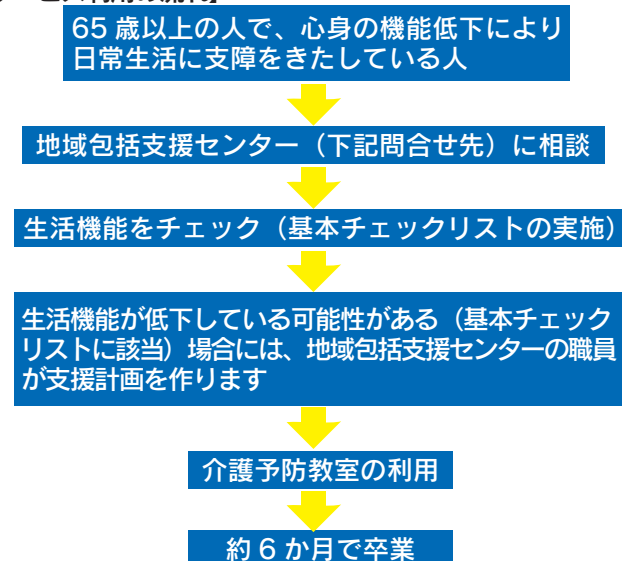 65 歳以上の人で、心身の機能低下により
日常生活に支障をきたしている人
地域包括支援センター（下記問合せ先）に相談
生活機能をチェック（基本チェックリストの実施）
生活機能が低下している可能性がある（基本チェック
リストに該当）場合には、地域包括支援センターの職員
が支援計画を作ります
介護予防教室の利用
約 6 か月で卒業